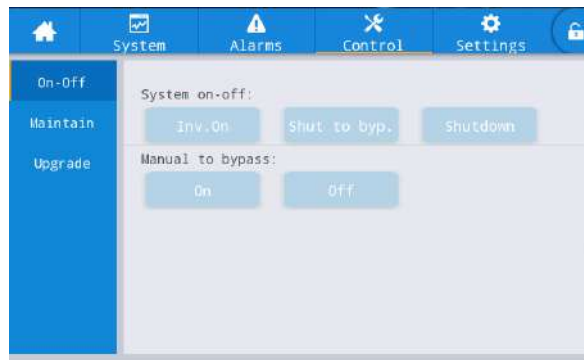 System Alarms Control Settings
On-Off
Maintain
Upgrade
System on-off:
Inv.On Shut to byp. Shutdown
Manual to bypass:
On Off